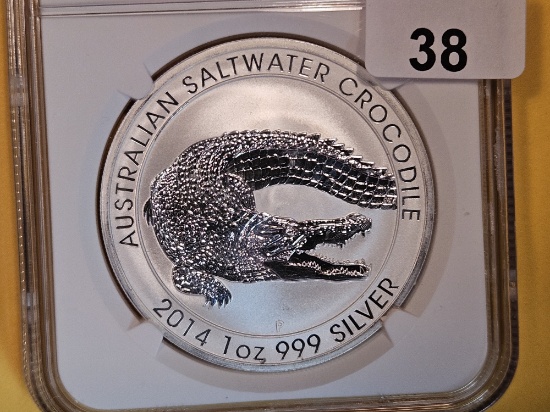 38
AUSTRALIAN SALTWATER CROCODILE
2014 1oz 999 SILVER
P